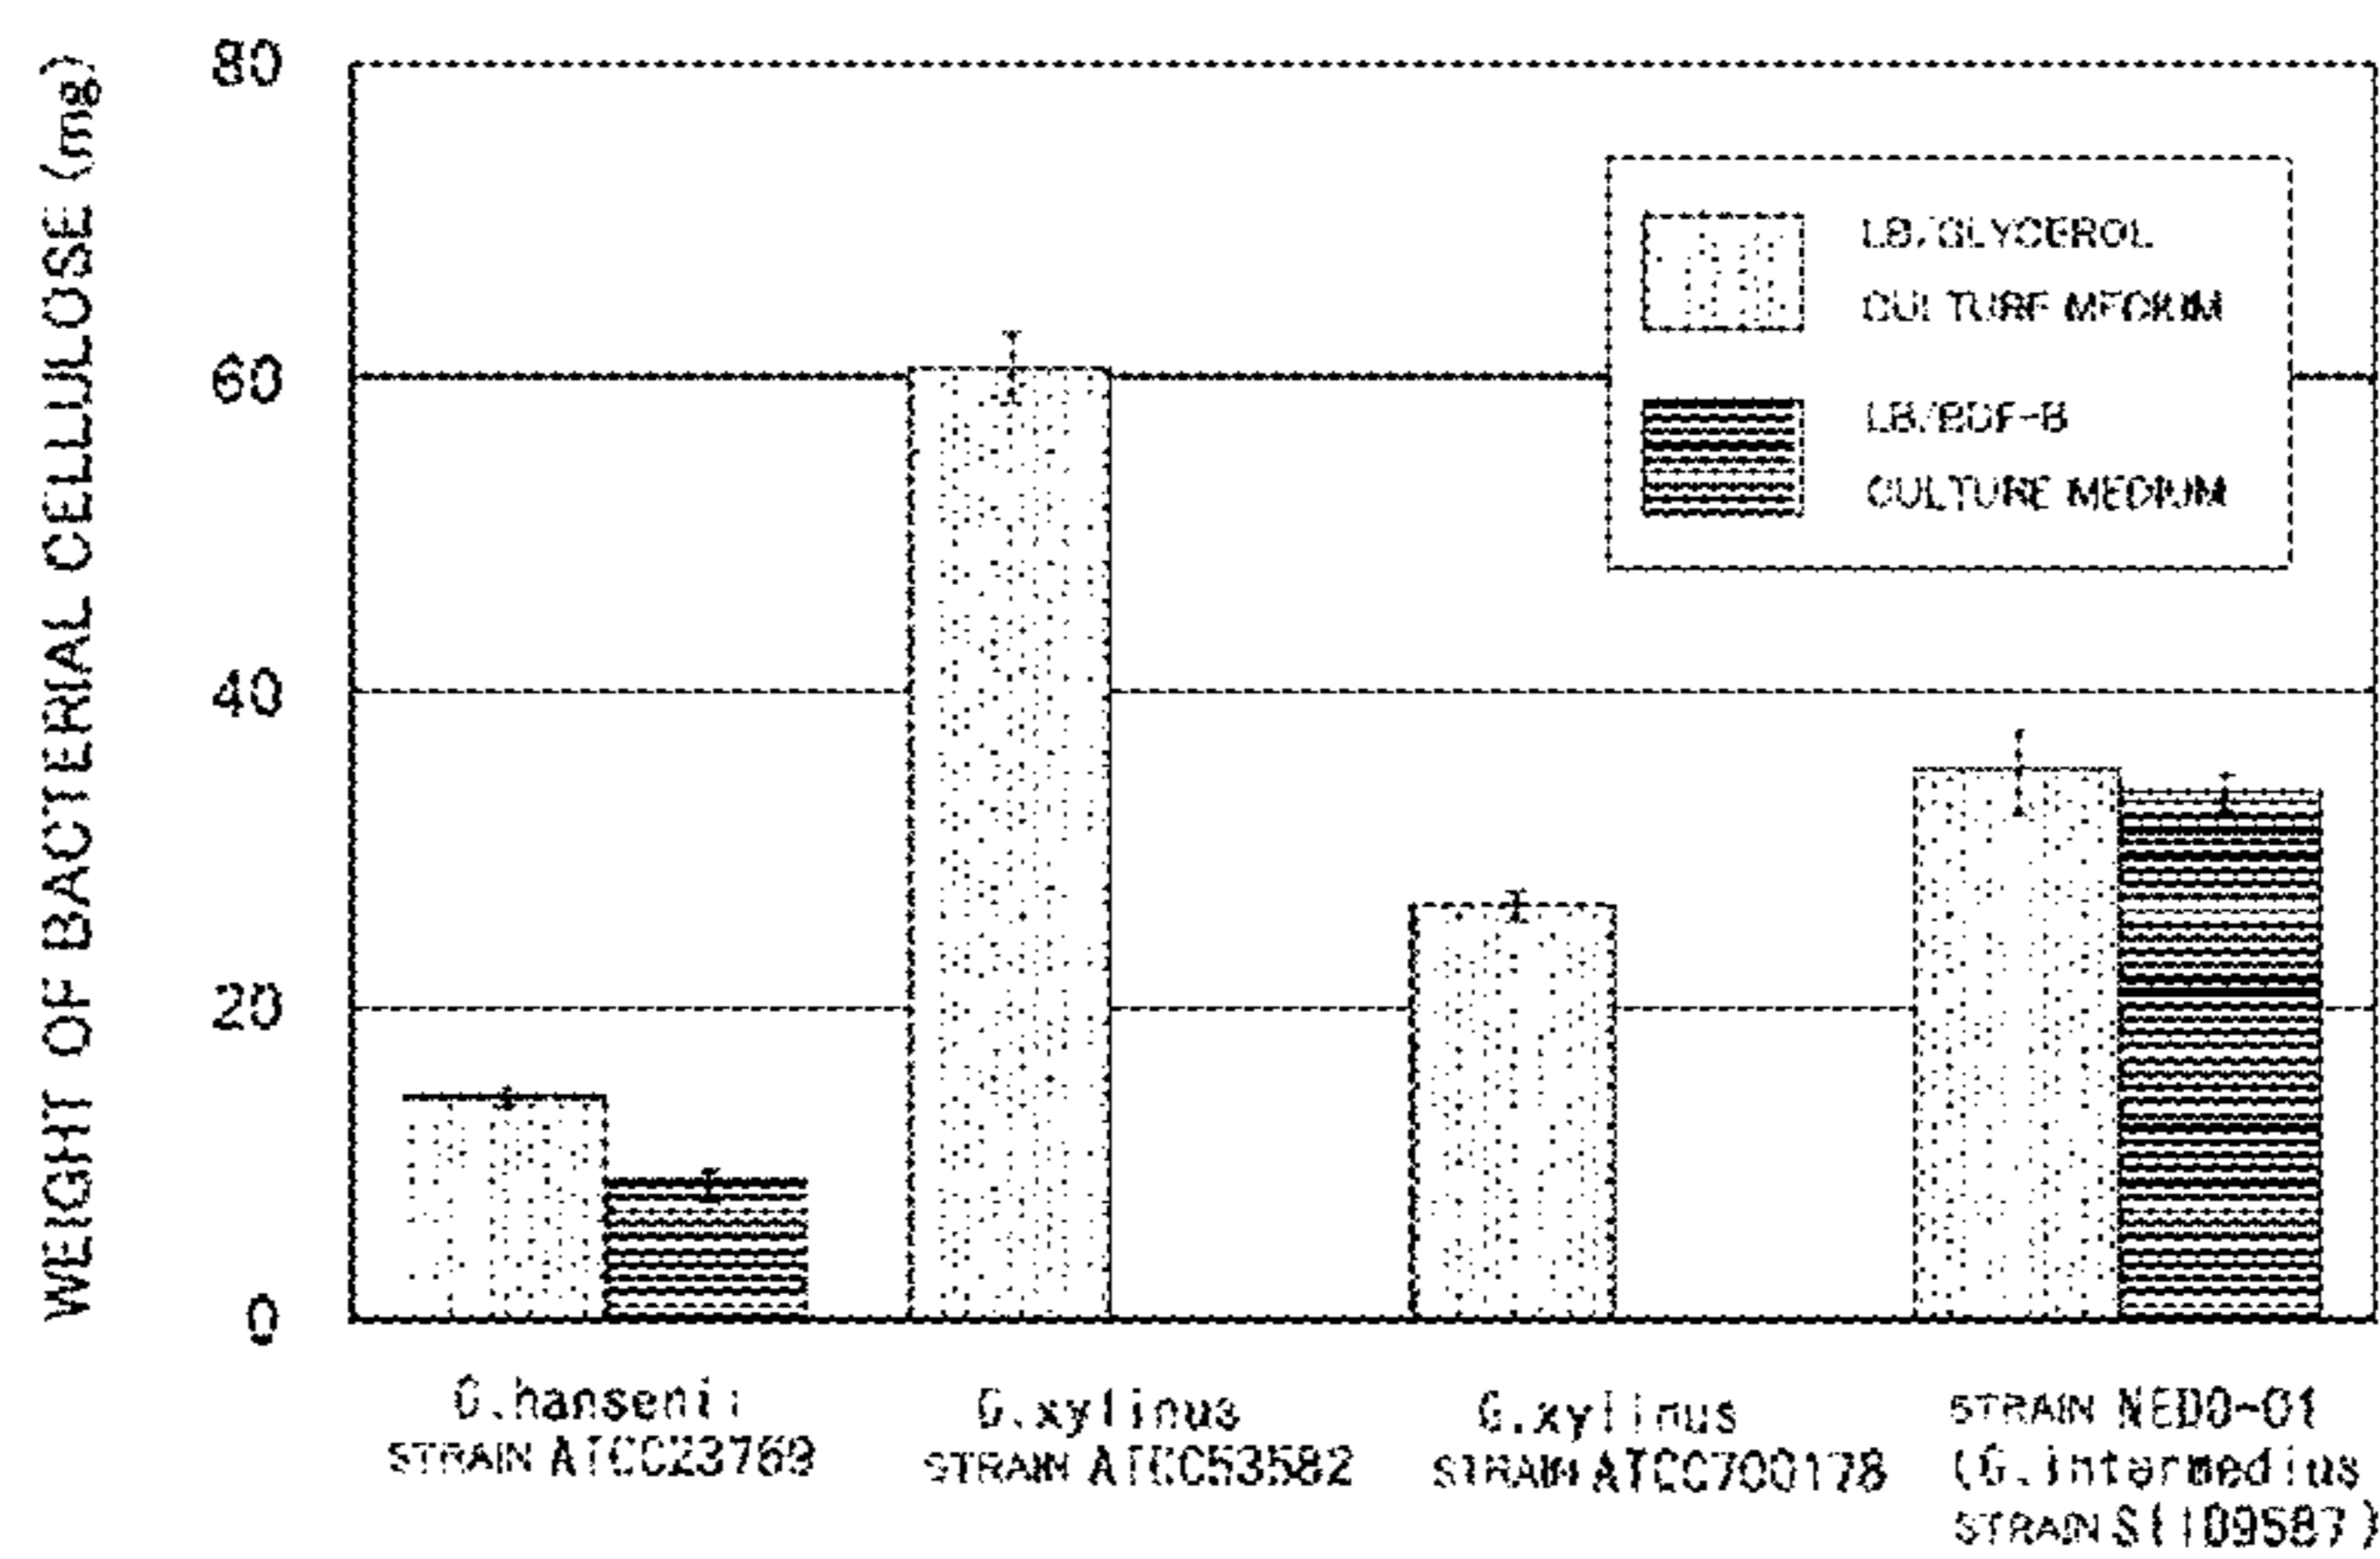 WEIGHT OF BACTERIAL CELLULOSE (mg)
80
60
40
20
0
LB/GLYCEROL
CULTURE MEDIUM
LB/BDF-B
CULTURE MEDIUM
G.hansenii
STRAIN ATCC23769
G.xylinus
STRAIN ATCC53582
G.xylinus
STRAIN ATCC700178
STRAIN NEDO-01
(G.intermedius
STRAIN SIID9587)